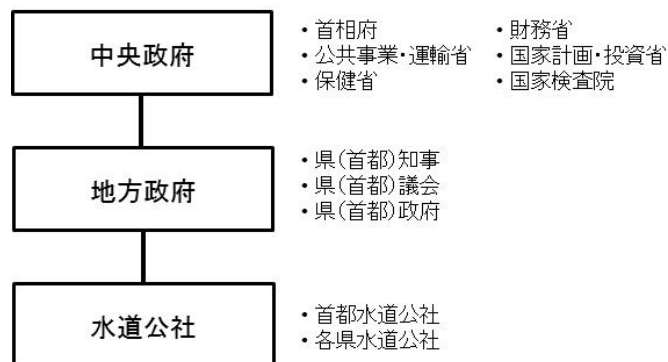 中央政府
・首相府 ・財務省
・公共事業・運輸省 ・国家計画・投資省
・保健省 ・国家検査院
地方政府
・県(首都)知事
・県(首都)議会
・県(首都)政府
水道公社
・首都水道公社
・各県水道公社